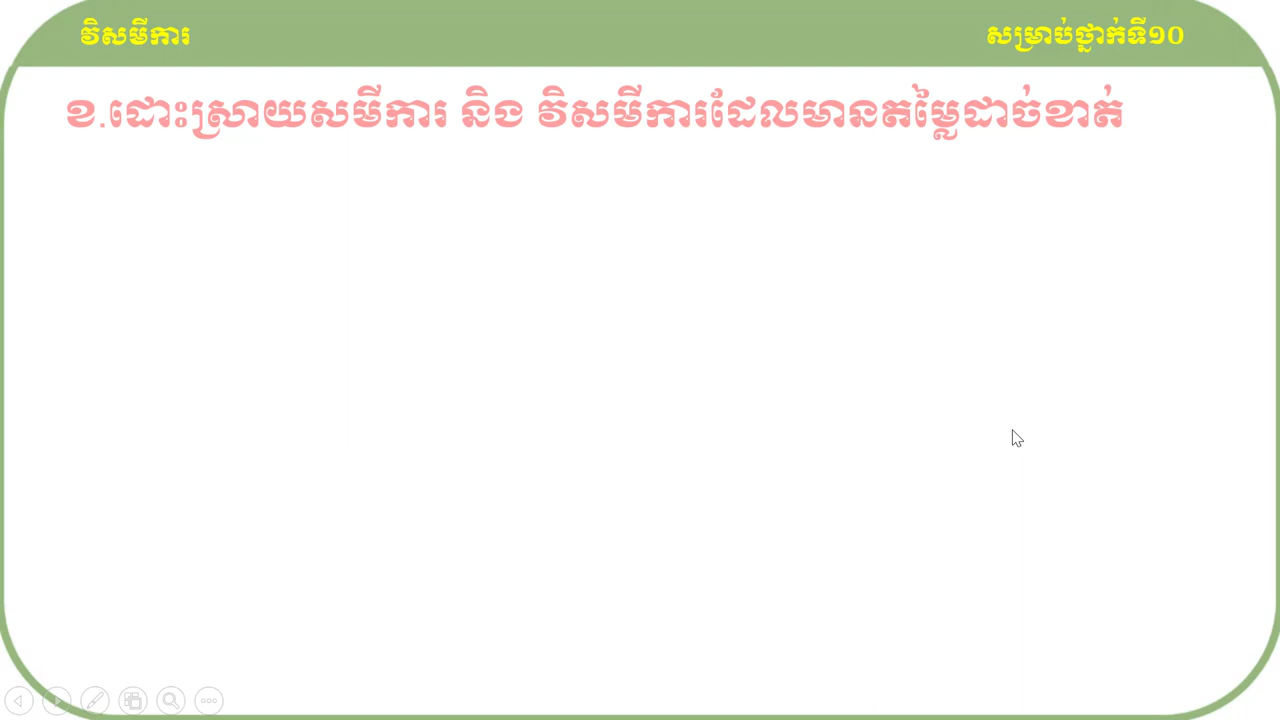 វិសមីការ
សម្រាប់ថ្នាក់ទី១០
ខ.ដោះស្រាយសមីការ និង វិសមីការដែលមានតម្លៃដាច់ខាត់